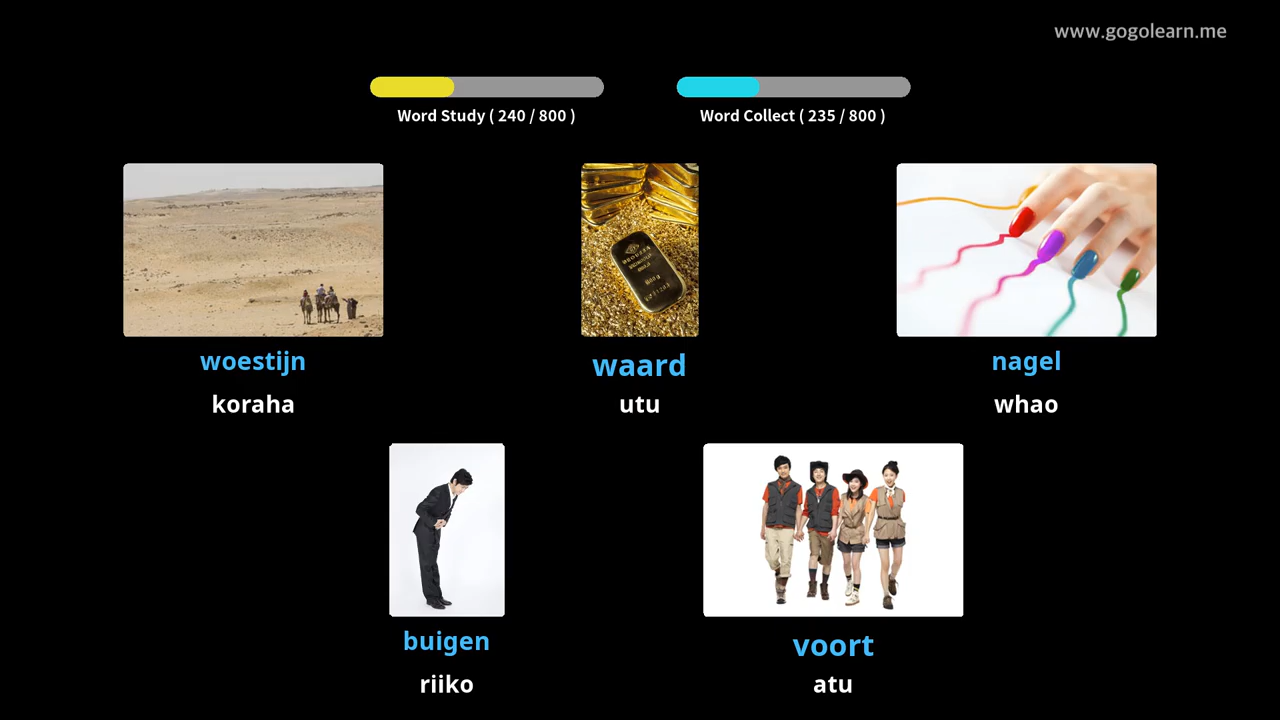 www.gogolearn.me
Word Study ( 240 / 800 )
Word Collect ( 235 / 800 )
woestijn
koraha
waard
utu
nagel
whao
buigen
riiko
voort
atu